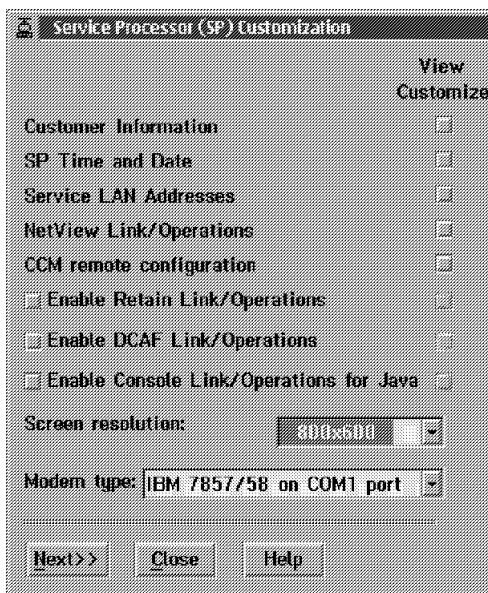 Service Processor (SP) Customization
View
Customize
Customer Information
SP Time and Date
Service LAN Addresses
NetView Link/Operations
CCM remote configuration
Enable Retain Link/Operations
Enable DCAF Link/Operations
Enable Console Link/Operations for Java
Screen resolution: 800x600
Modem type: IBM 7857/58 on COM1 port
Next>> Close Help